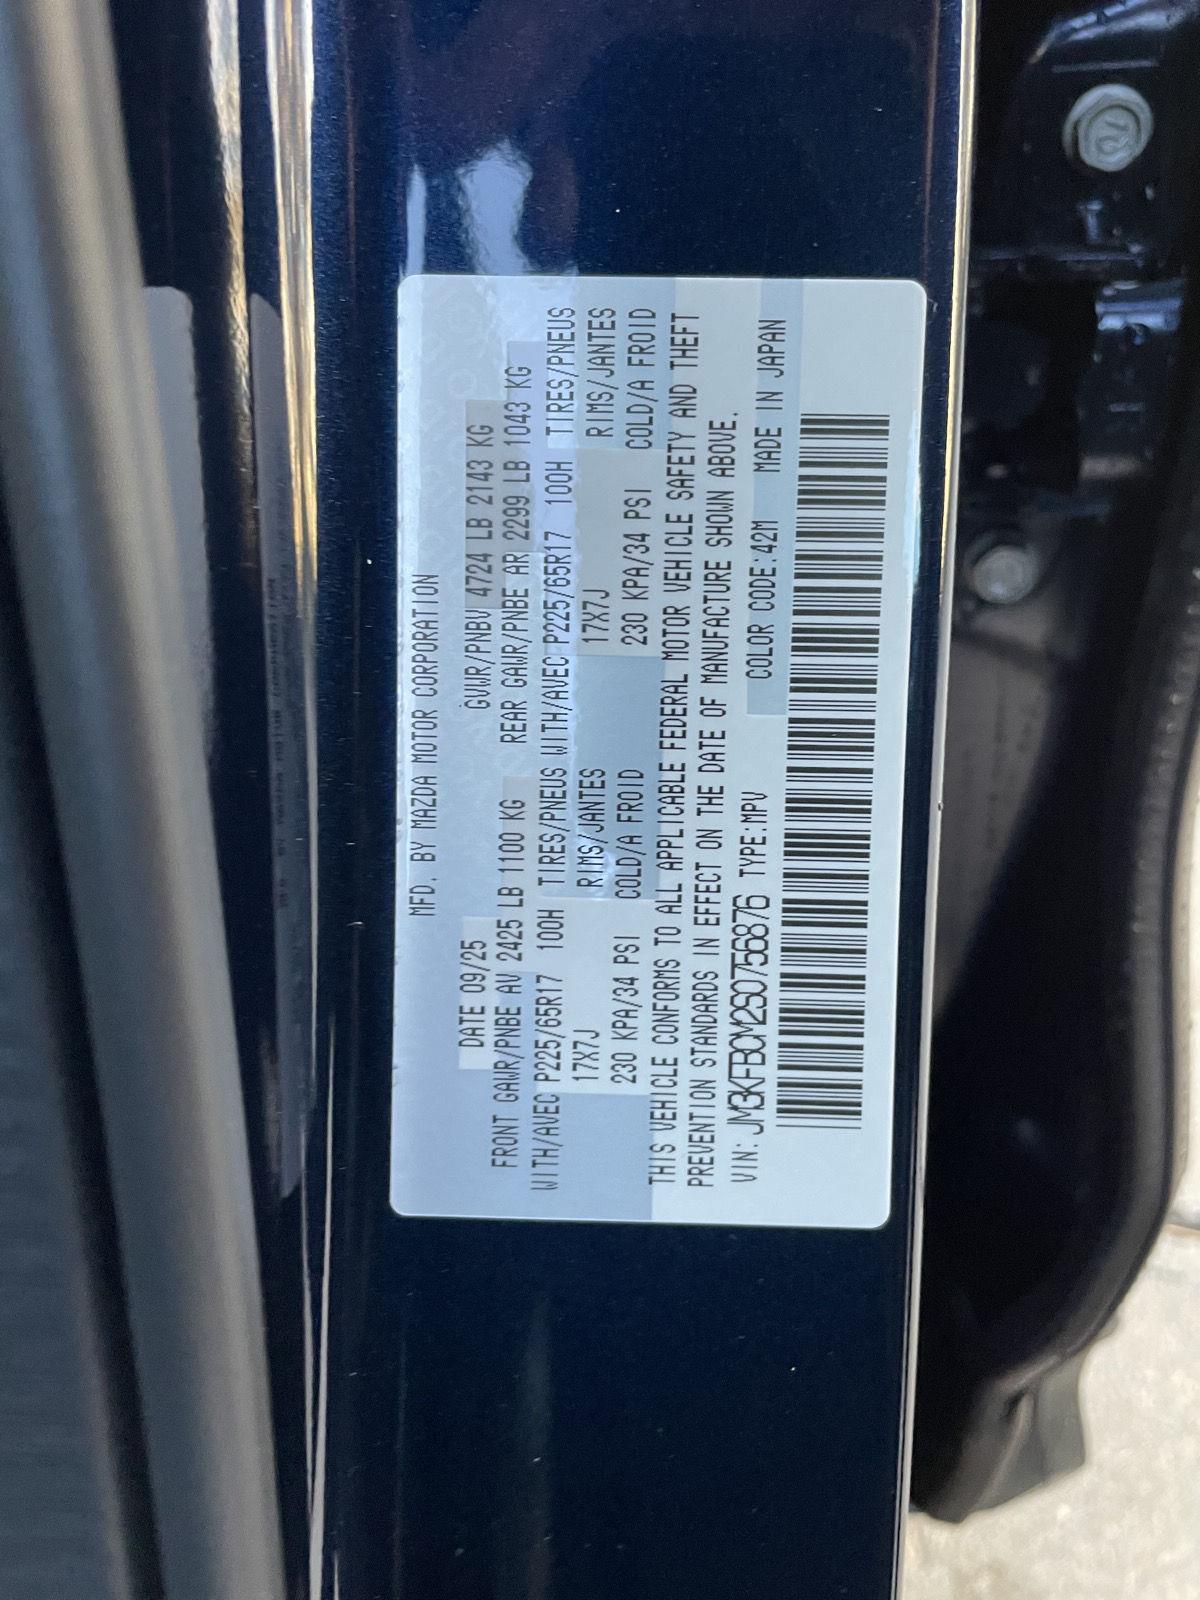 MFD. BY MAZDA MOTOR CORPORATION
DATE 09/25 GVWR/PNBV 4724 LB 2143 KG
FRONT GAWR/PNBE AV 2425 LB 1100 KG REAR GAWR/PNBE AR 2299 LB 1043 KG
WITH/AVEC P225/65R17 100H TIRES/PNEUS WITH/AVEC P225/65R17 100H TIRES/PNEUS
17X7J RIMS/JANTES 17X7J RIMS/JANTES
230 KPA/34 PSI COLD/A FROID 230 KPA/34 PSI COLD/A FROID
THIS VEHICLE CONFORMS TO ALL APPLICABLE FEDERAL MOTOR VEHICLE SAFETY AND THEFT
PREVENTION STANDARDS IN EFFECT ON THE DATE OF MANUFACTURE SHOWN ABOVE.
VIN: JM3KFBCM2S0756876 TYPE:MPV COLOR CODE:42M MADE IN JAPAN